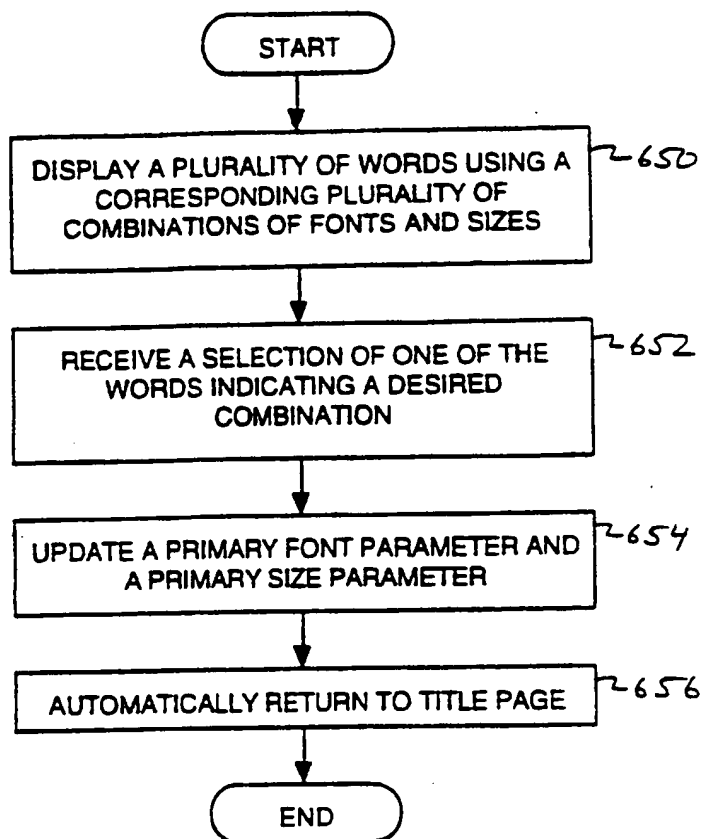 START
DISPLAY A PLURALITY OF WORDS USING A
CORRESPONDING PLURALITY OF
COMBINATIONS OF FONTS AND SIZES
650
RECEIVE A SELECTION OF ONE OF THE
WORDS INDICATING A DESIRED
COMBINATION
652
UPDATE A PRIMARY FONT PARAMETER AND
A PRIMARY SIZE PARAMETER
654
AUTOMATICALLY RETURN TO TITLE PAGE
656
END